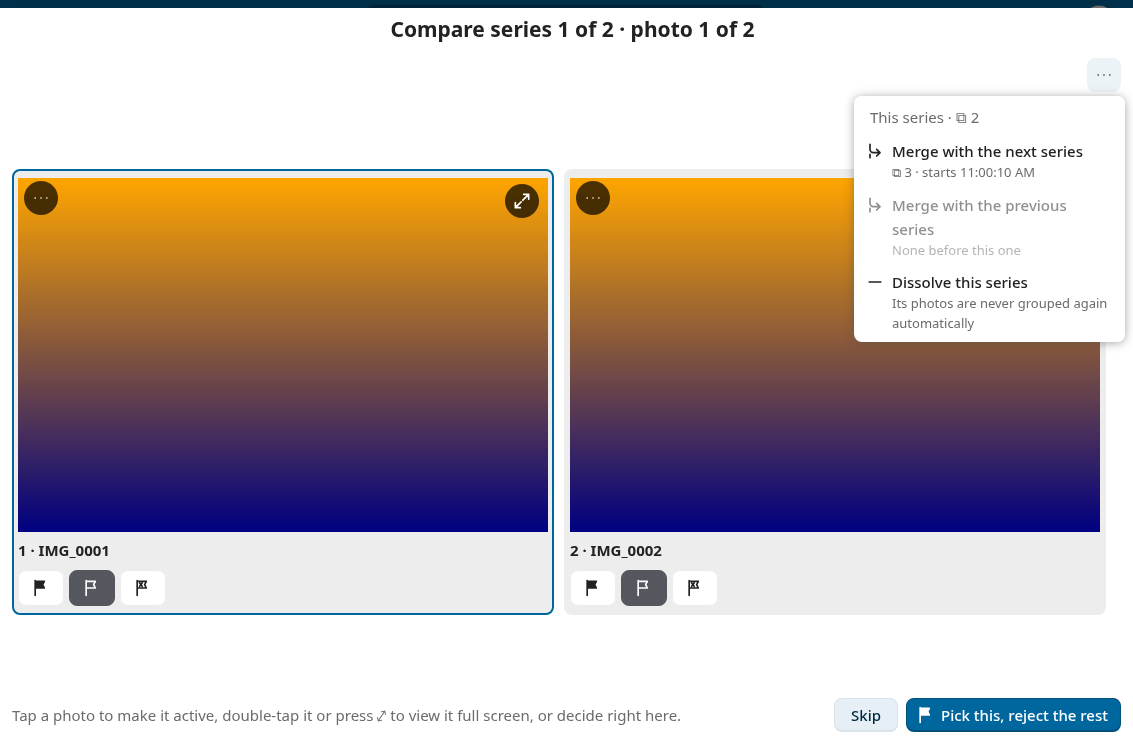 Compare series 1 of 2 · photo 1 of 2
This series · ⧉ 2
Merge with the next series
⧉ 3 · starts 11:00:10 AM
Merge with the previous
series
None before this one
Dissolve this series
Its photos are never grouped again
automatically
1 · IMG_0001
2 · IMG_0002
Tap a photo to make it active, double-tap it or press ⤢ to view it full screen, or decide right here.
Skip
Pick this, reject the rest